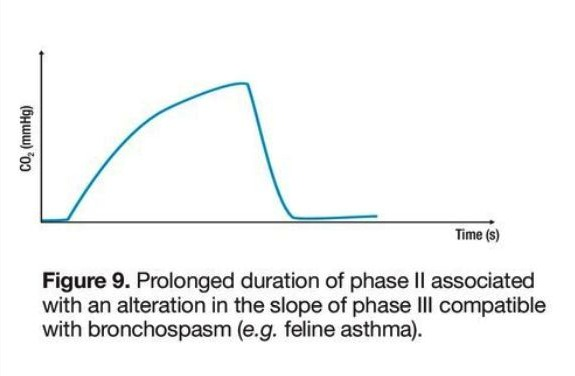 CO₂ (mmHg)
Time (s)
Figure 9. Prolonged duration of phase II associated
with an alteration in the slope of phase III compatible
with bronchospasm (e.g. feline asthma).